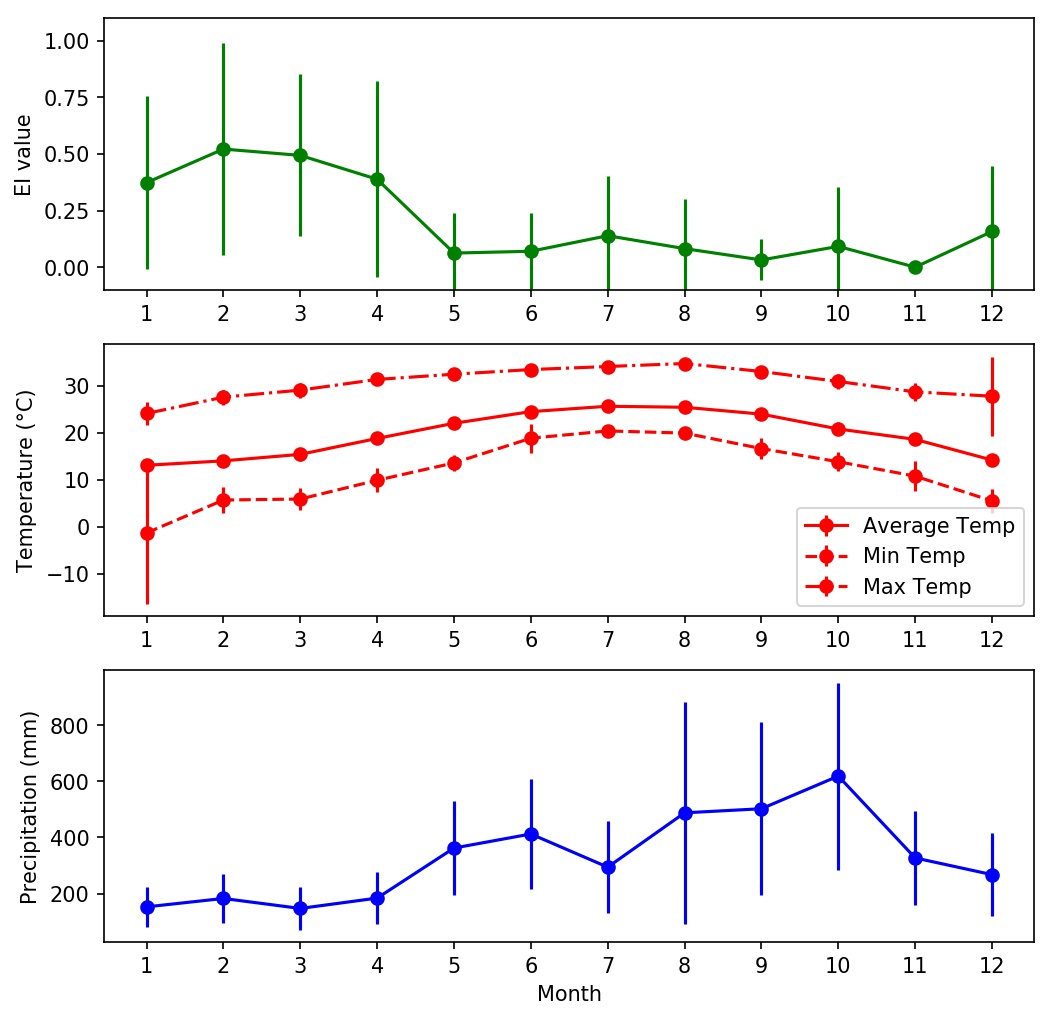 EI value
1.00
0.75
0.50
0.25
0.00
1 2 3 4 5 6 7 8 9 10 11 12
Temperature (°C)
30
20
10
0
−10
Average Temp
Min Temp
Max Temp
1 2 3 4 5 6 7 8 9 10 11 12
Precipitation (mm)
800
600
400
200
1 2 3 4 5 6 7 8 9 10 11 12
Month